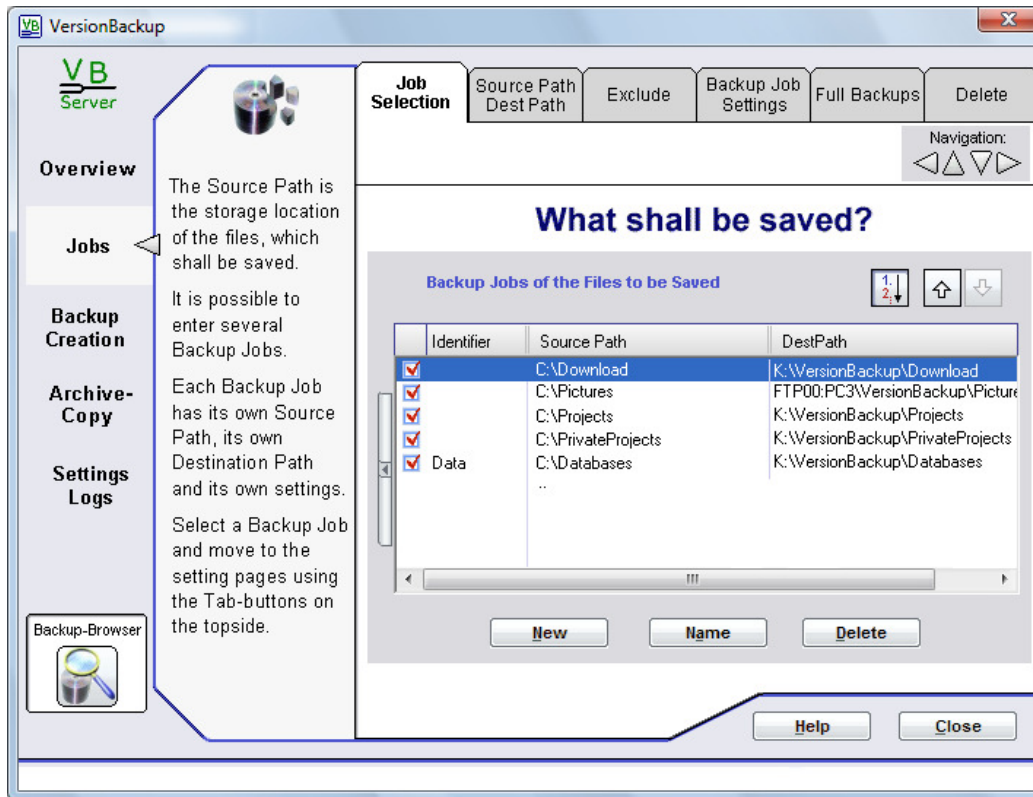 VersionBackup
V B
Server
Overview
Jobs
Backup
Creation
Archive-
Copy
Settings
Logs
Backup-Browser
The Source Path is
the storage location
of the files, which
shall be saved.
It is possible to
enter several
Backup Jobs.
Each Backup Job
has its own Source
Path, its own
Destination Path
and its own settings.
Select a Backup Job
and move to the
setting pages using
the Tab-buttons on
the topside.
Job
Selection
Source Path
Dest Path
Exclude
Backup Job
Settings
Full Backups
Delete
Navigation:
What shall be saved?
Backup Jobs of the Files to be Saved
1.
2.
Identifier Source Path DestPath
C:\Download K:\VersionBackup\Download
C:\Pictures FTP00:PC3\VersionBackup\Picture
C:\Projects K:\VersionBackup\Projects
C:\PrivateProjects K:\VersionBackup\PrivateProjects
Data C:\Databases K:\VersionBackup\Databases
..
New Name Delete
Help Close